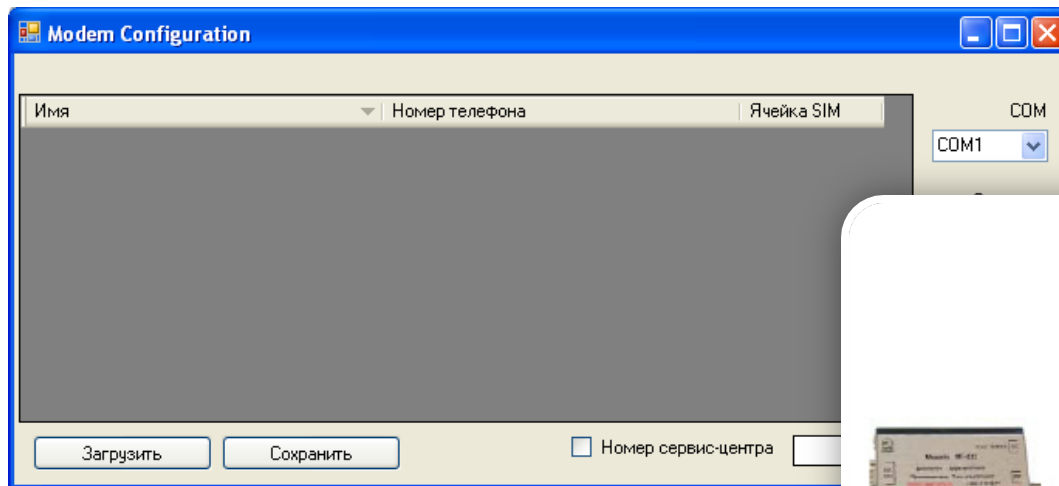 Modem Configuration
Имя
Номер телефона
Ячейка SIM
COM
COM1
Загрузить
Сохранить
Номер сервис-центра